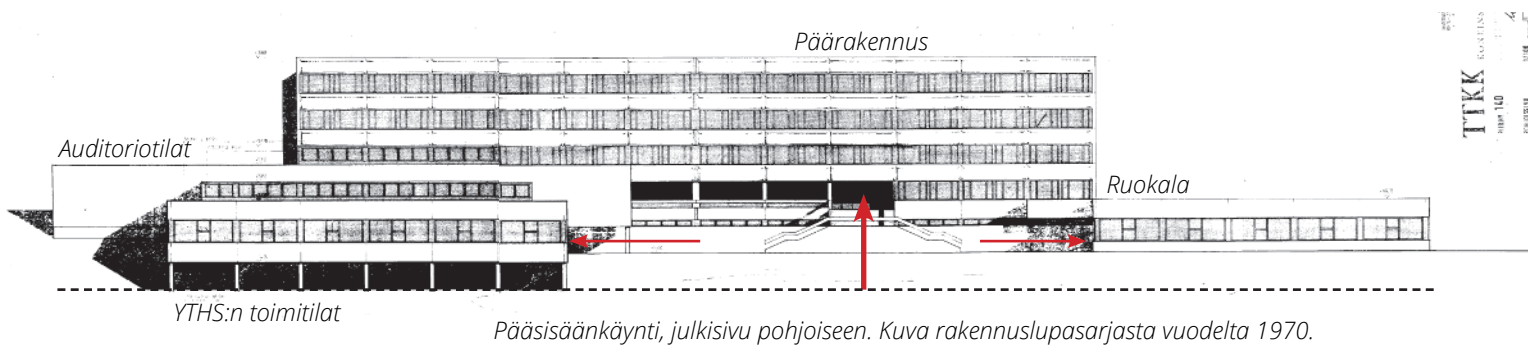 Päärakennus
TTKK
Auditoriotilat
Ruokala
YTHS:n toimitilat
Pääsisäänkäynti, julkisivu pohjoiseen. Kuva rakennuslupasarjasta vuodelta 1970.